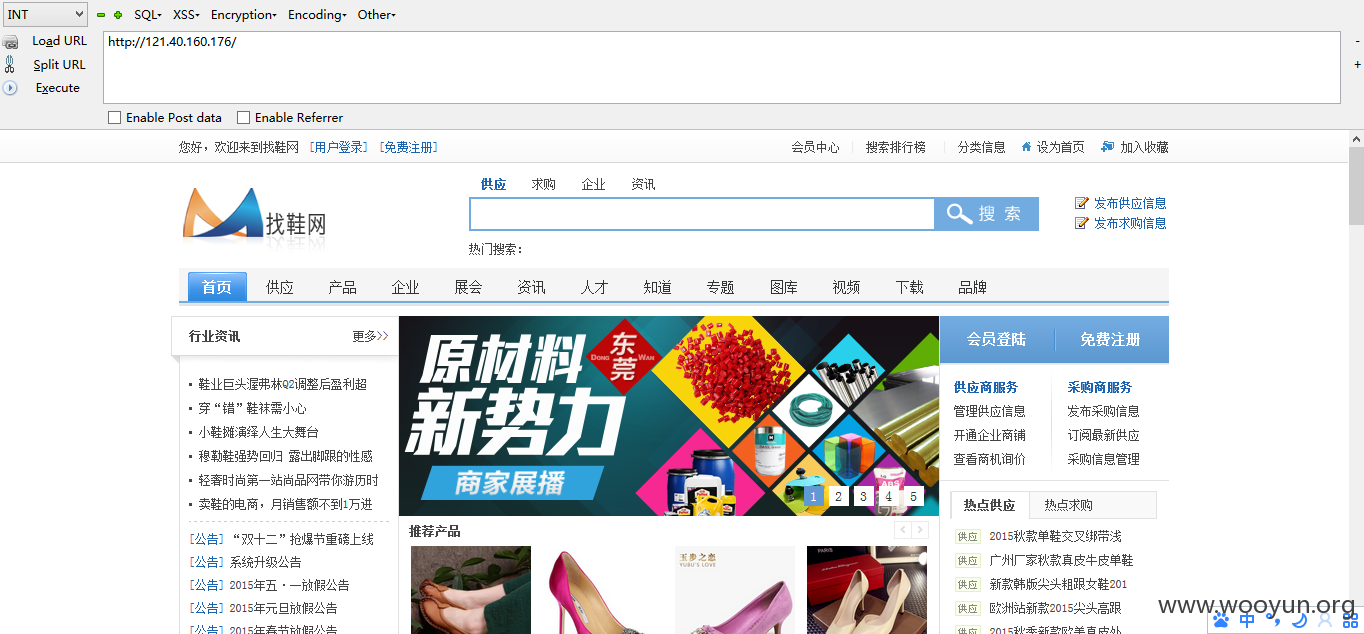 INT SQL▾ XSS▾ Encryption▾ Encoding▾ Other▾
Load URL
Split URL
Execute
http://121.40.160.176/
Enable Post data Enable Referrer
您好，欢迎来到找鞋网 [用户登录] [免费注册]
会员中心 搜索排行榜 分类信息 设为首页 加入收藏
找鞋网
供应 求购 企业 资讯
搜 索
热门搜索：
发布供应信息
发布求购信息
首页 供应 产品 企业 展会 资讯 人才 知道 专题 图库 视频 下载 品牌
行业资讯 更多>>
鞋业巨头渥弗林Q2调整后盈利超
穿“错”鞋袜需小心
小鞋摊演绎人生大舞台
穆勒鞋强势回归 露出脚跟的性感
轻奢时尚第一站尚品网带你游历时
卖鞋的电商，月销售额不到1万进
[公告] “双十二”抢爆节重磅上线
[公告] 系统升级公告
[公告] 2015年五·一放假公告
[公告] 2015年元旦放假公告
[公告] 2015年春节放假公告
原材料
东莞
DONG WAN
新势力
商家展播
1 2 3 4 5
推荐产品
玉步之恋
YUBU'S LOVE
PARIS
会员登陆 免费注册
供应商服务 采购商服务
管理供应信息 发布采购信息
开通企业商铺 订阅最新供应
查看商机询价 采购信息管理
热点供应 热点求购
供应 2015秋款单鞋交叉绑带浅
供应 广州厂家秋款真皮牛皮单鞋
供应 新款韩版尖头粗跟女鞋201
供应 欧洲站新款2015尖头高跟
供应 2015秋季新款欧美真皮外
www.wooyun.org
中